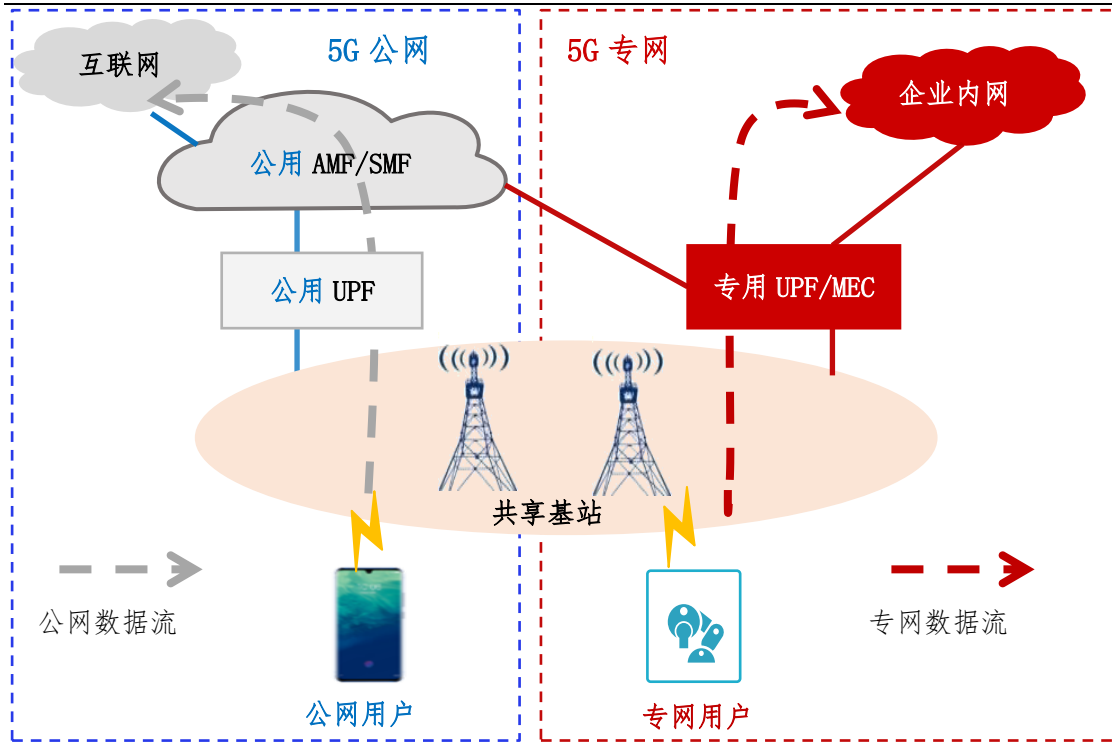 5G 公网
5G 专网
互联网
企业内网
公用 AMF/SMF
公用 UPF
专用 UPF/MEC
共享基站
公网数据流
专网数据流
公网用户
专网用户